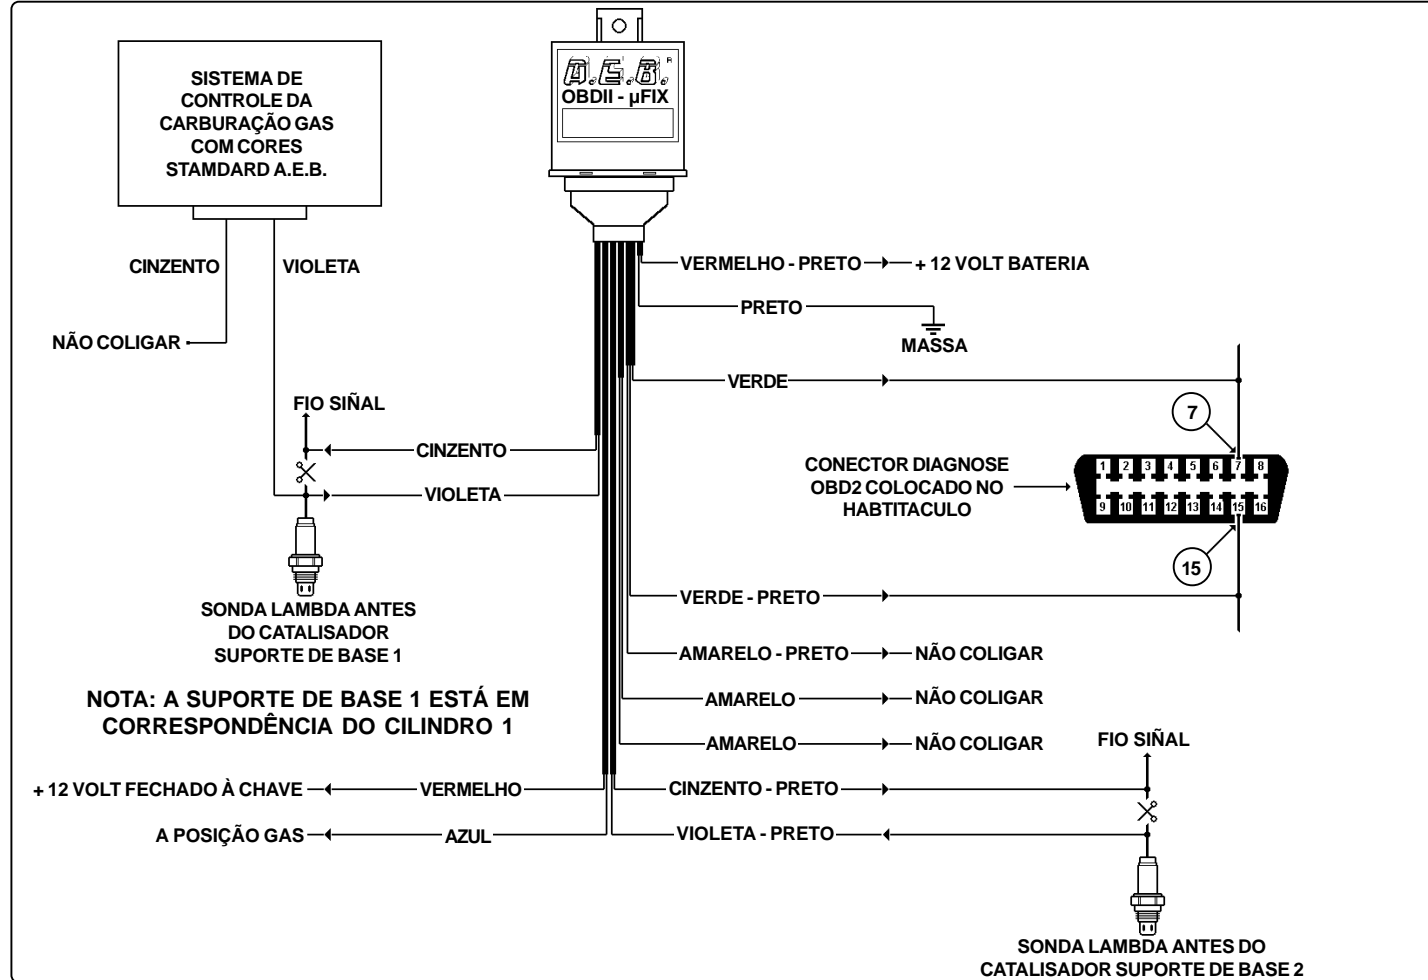 SISTEMA DE
CONTROLE DA
CARBURAÇÃO GAS
COM CORES
STAMDARD A.E.B.
A.E.B.
OBDII - µFIX
CINZENTO
VIOLETA
NÃO COLIGAR
VERMELHO - PRETO
+ 12 VOLT BATERIA
PRETO
MASSA
VERDE
FIO SIÑAL
CINZENTO
VIOLETA
7
CONECTOR DIAGNOSE
OBD2 COLOCADO NO
HABTITACULO
1 2 3 4 5 6 7 8
9 10 11 12 13 14 15 16
15
SONDA LAMBDA ANTES
DO CATALISADOR
SUPORTE DE BASE 1
VERDE - PRETO
AMARELO - PRETO
NÃO COLIGAR
NOTA: A SUPORTE DE BASE 1 ESTÁ EM
CORRESPONDÊNCIA DO CILINDRO 1
AMARELO
NÃO COLIGAR
AMARELO
NÃO COLIGAR
FIO SIÑAL
+ 12 VOLT FECHADO À CHAVE
VERMELHO
CINZENTO - PRETO
A POSIÇÃO GAS
AZUL
VIOLETA - PRETO
SONDA LAMBDA ANTES DO
CATALISADOR SUPORTE DE BASE 2